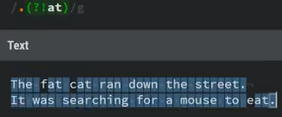 /.(?!at)/g
Text
The fat cat ran down the street.
It was searching for a mouse to eat.